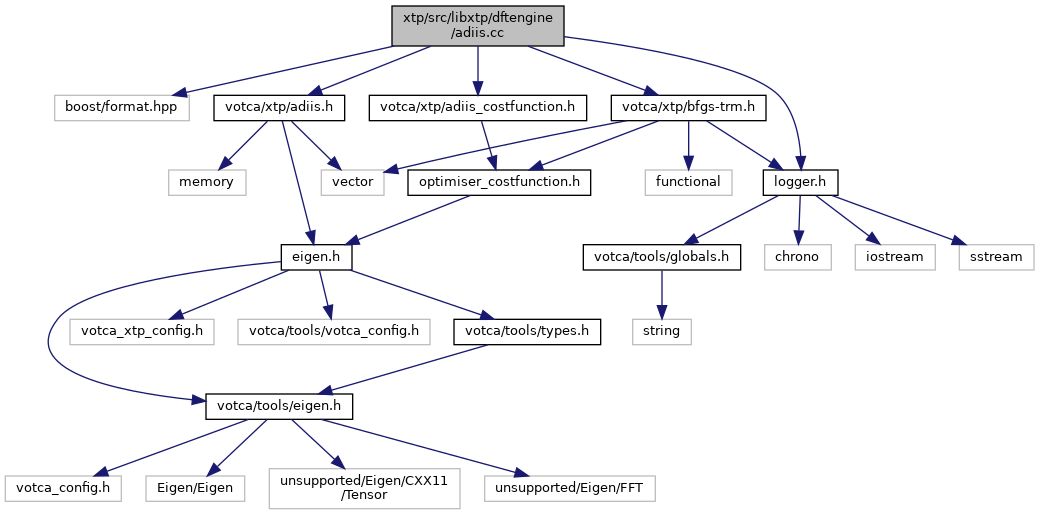 xtp/src/libxtp/dftengine
/adiis.cc
boost/format.hpp
votca/xtp/adiis.h
votca/xtp/adiis_costfunction.h
votca/xtp/bfgs-trm.h
memory
vector
optimiser_costfunction.h
functional
logger.h
eigen.h
votca/tools/globals.h
chrono
iostream
sstream
votca_xtp_config.h
votca/tools/votca_config.h
votca/tools/types.h
string
votca/tools/eigen.h
votca_config.h
Eigen/Eigen
unsupported/Eigen/CXX11
/Tensor
unsupported/Eigen/FFT